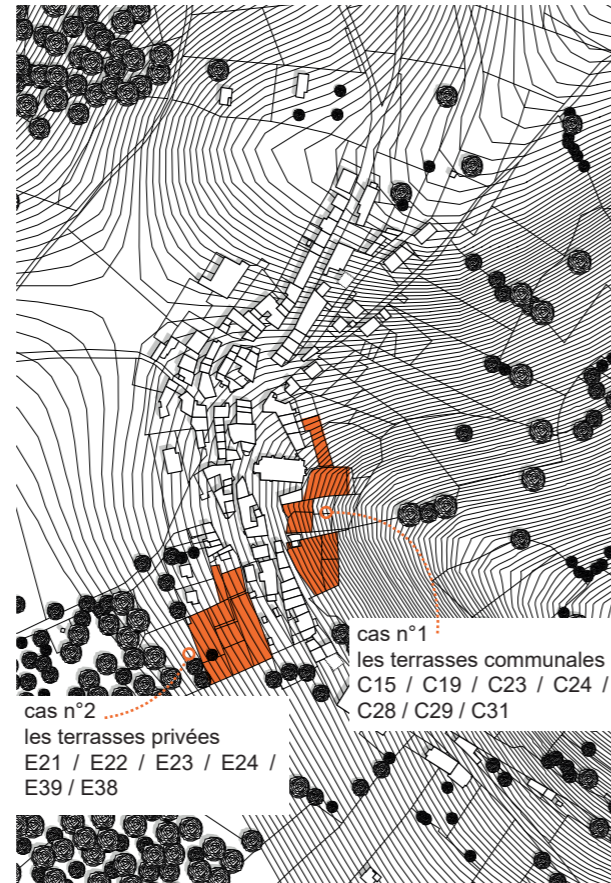 cas n°1
les terrasses communales
C15 / C19 / C23 / C24 /
C28 / C29 / C31
cas n°2
les terrasses privées
E21 / E22 / E23 / E24 /
E39 / E38